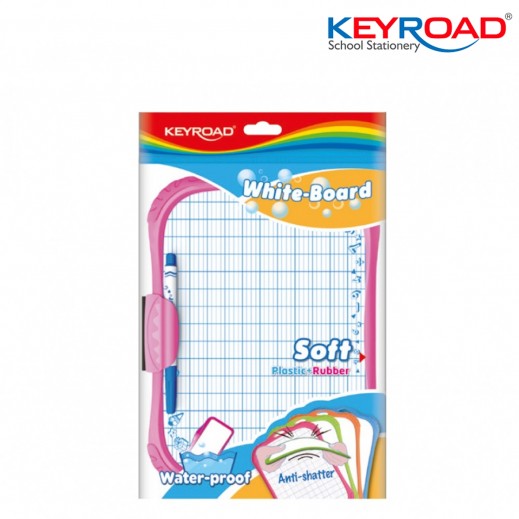 KEYROAD®
School Stationery
KEYROAD®
White-Board
Soft
Plastic+Rubber
Water-proof
Anti-shatter